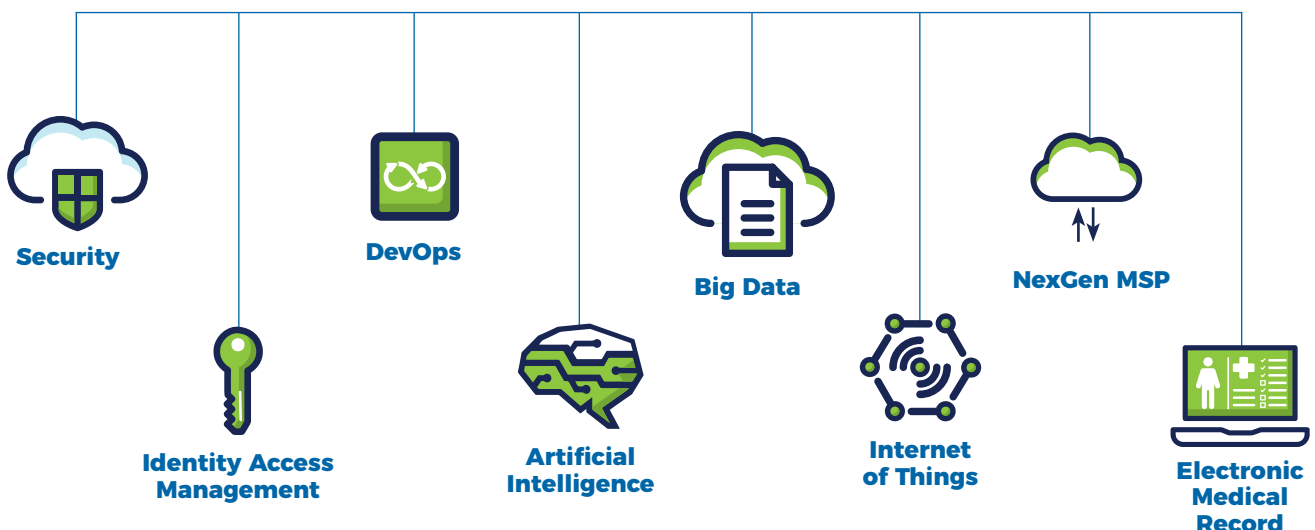 Security
Identity Access
Management
DevOps
Artificial
Intelligence
Big Data
Internet
of Things
NexGen MSP
Electronic
Medical
Record